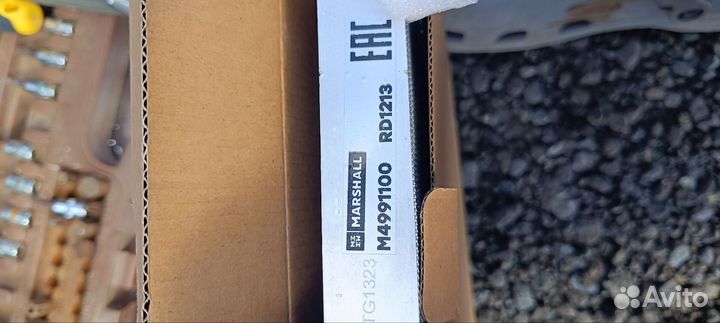 EAC
MARSHALL
M4991100 RD1213
TG1323
Avito